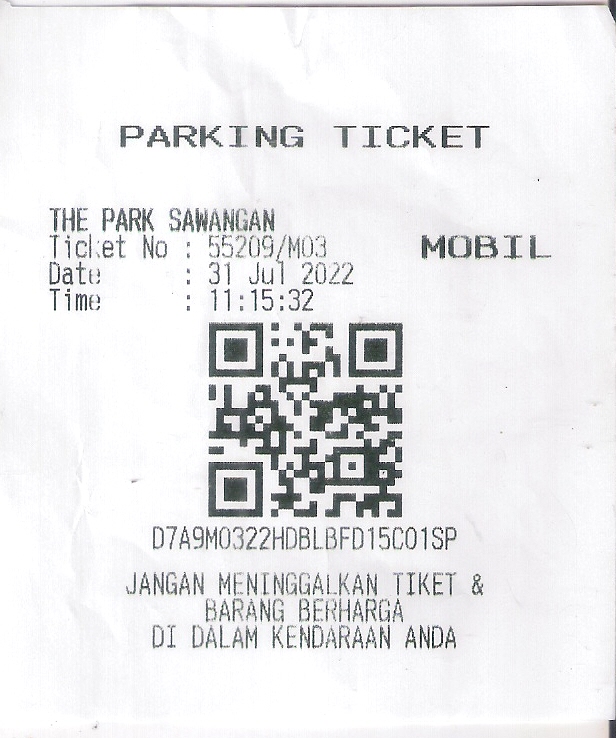 PARKING TICKET
THE PARK SAWANGAN
Ticket No : 55209/M03 MOBIL
Date : 31 Jul 2022
Time : 11:15:32
D7A9M0322HDBLBFD15C01SP
JANGAN MENINGGALKAN TIKET &
BARANG BERHARGA
DI DALAM KENDARAAN ANDA